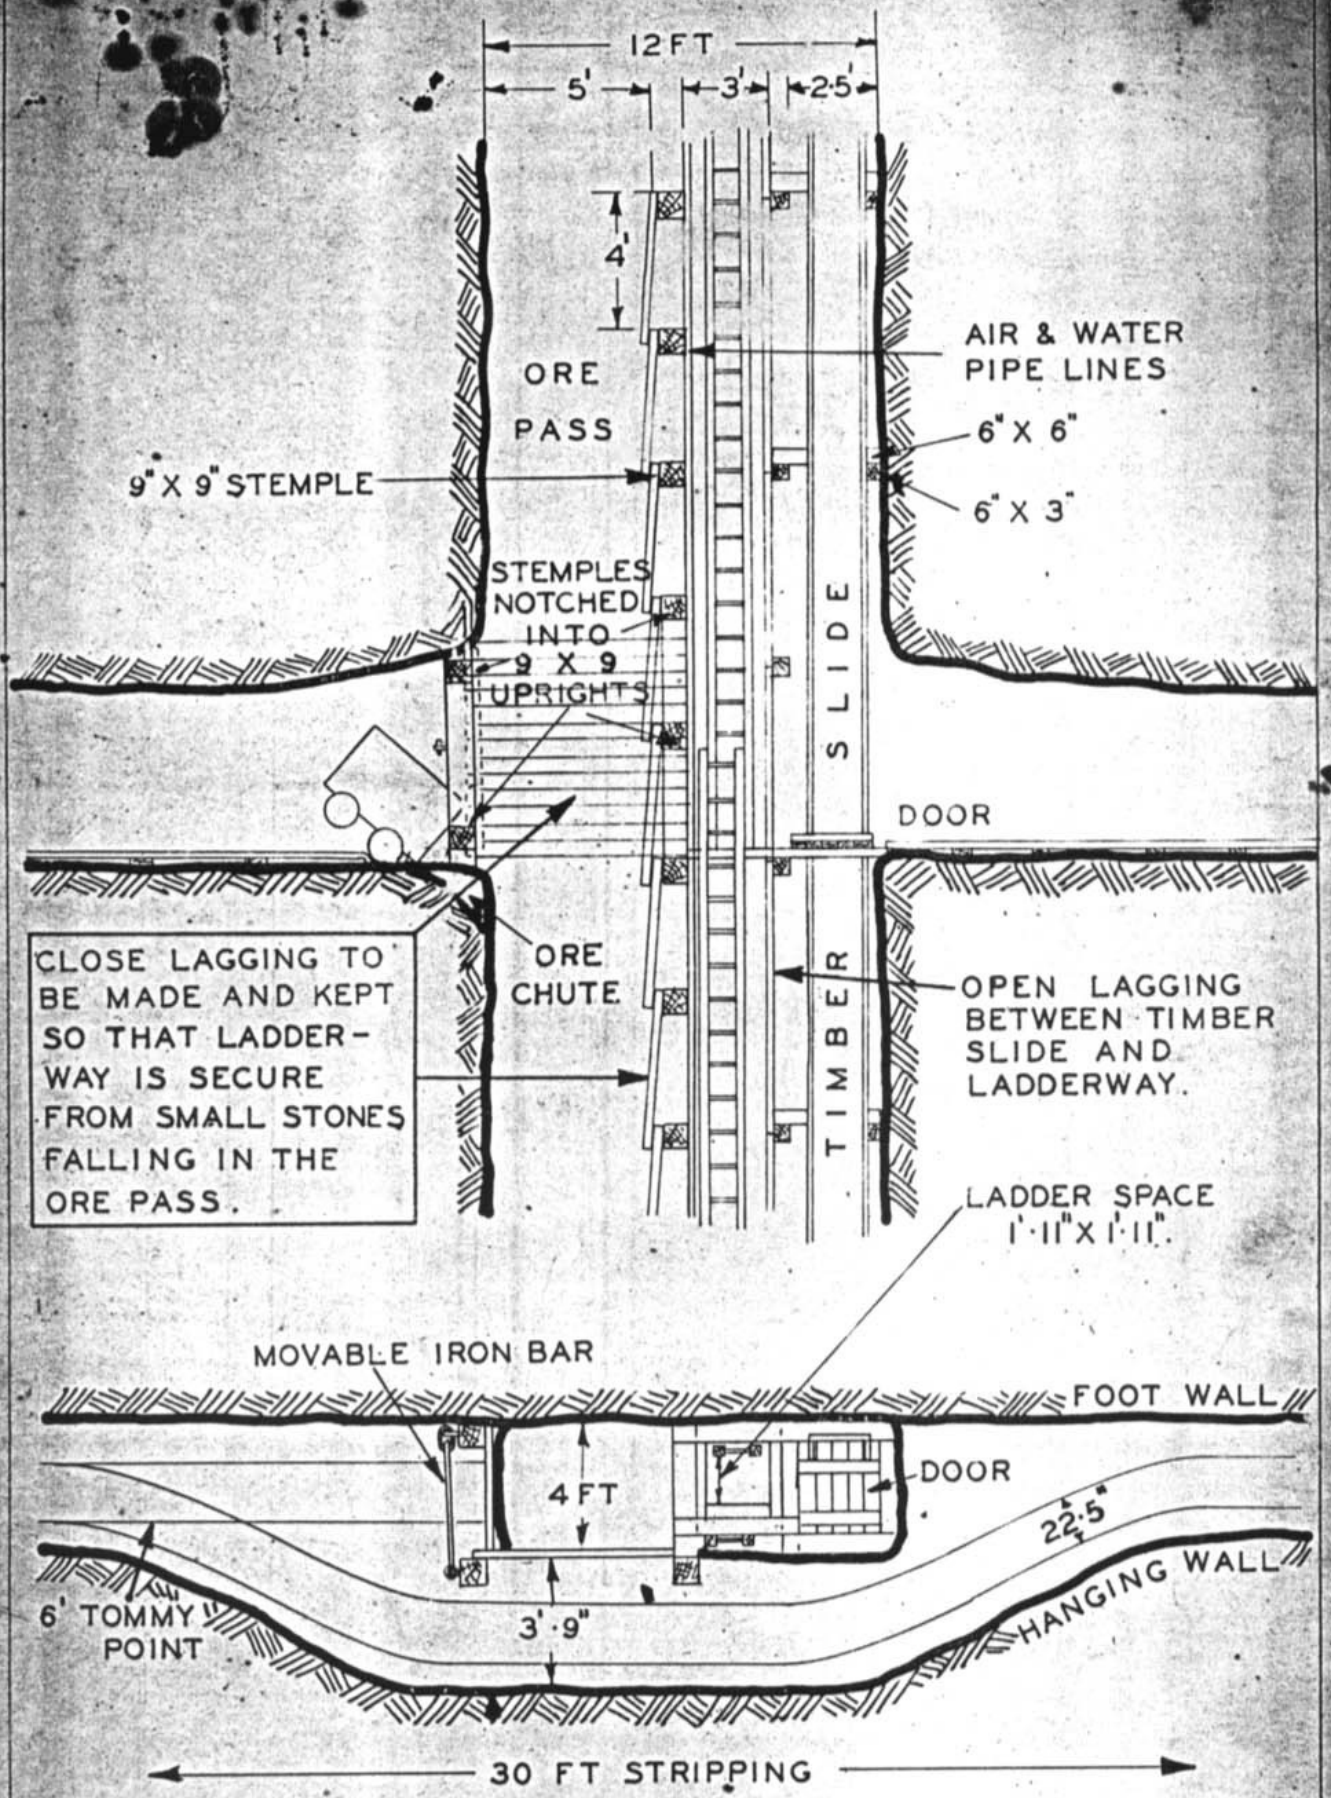 12 FT
5'
3'
2·5'
4'
AIR & WATER
PIPE LINES
ORE
PASS
6" X 6"
9" X 9" STEMPLE
6" X 3"
STEMPLES
NOTCHED
INTO
9 X 9
UPRIGHTS
SLIDE
DOOR
CLOSE LAGGING TO
BE MADE AND KEPT
SO THAT LADDER-
WAY IS SECURE
FROM SMALL STONES
FALLING IN THE
ORE PASS.
ORE
CHUTE
TIMBER
OPEN LAGGING
BETWEEN TIMBER
SLIDE AND
LADDERWAY.
LADDER SPACE
1'·11" X 1'·11".
MOVABLE IRON BAR
FOOT WALL
4 FT
DOOR
22·5"
HANGING WALL
6' TOMMY
POINT
3'·9"
30 FT STRIPPING